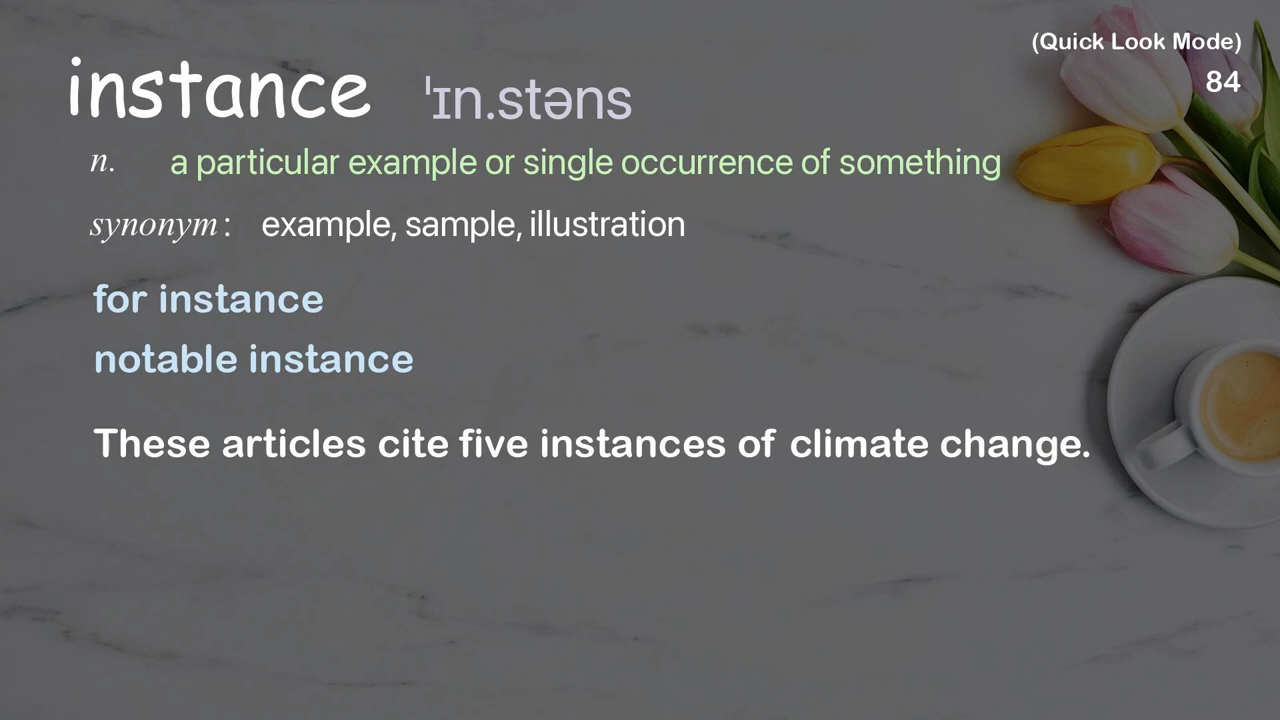 (Quick Look Mode)
84
instance ˈɪn.stəns
n. a particular example or single occurrence of something
synonym: example, sample, illustration
for instance
notable instance
These articles cite five instances of climate change.